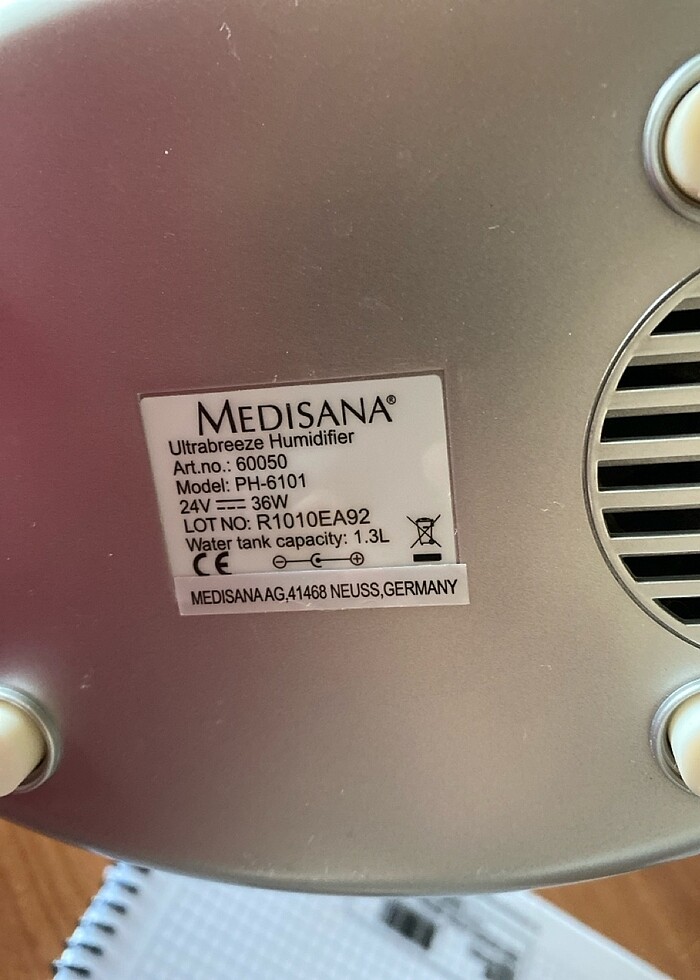 MEDISANA®
Ultrabreeze Humidifier
Art.no.: 60050
Model: PH-6101
24V ⎓ 36W
LOT NO: R1010EA92
Water tank capacity: 1.3L
CE
MEDISANA AG,41468 NEUSS,GERMANY